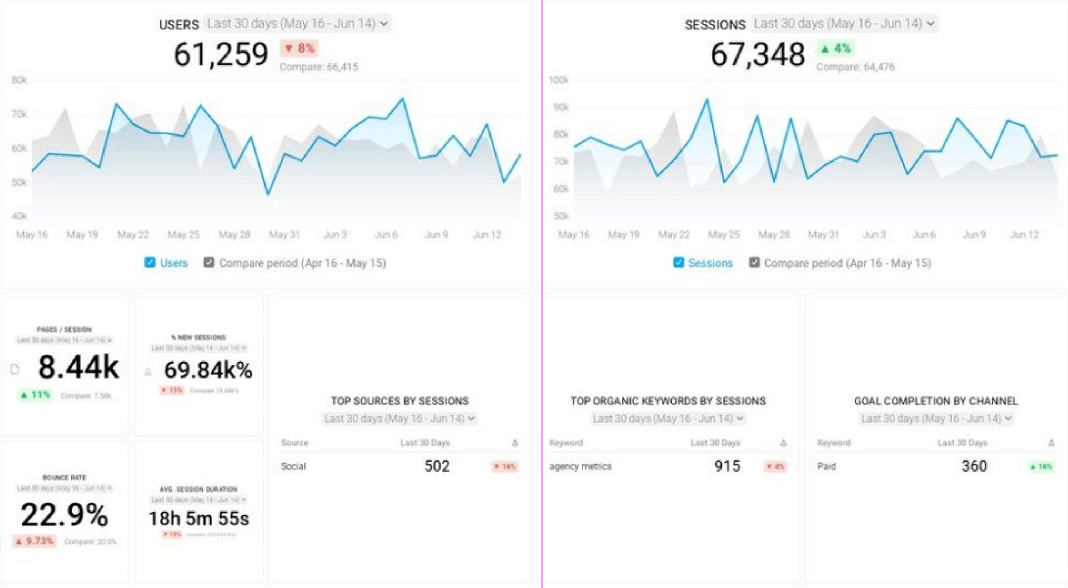 USERS Last 30 days (May 16 - Jun 14)
61,259 ▼ 8%
Compare: 66,415
80k
70k
60k
50k
40k
May 16 May 19 May 22 May 25 May 28 May 31 Jun 3 Jun 6 Jun 9 Jun 12
Users Compare period (Apr 16 - May 15)
SESSIONS Last 30 days (May 16 - Jun 14)
67,348 ▲ 4%
Compare: 64,476
100k
90k
80k
70k
60k
50k
May 16 May 19 May 22 May 25 May 28 May 31 Jun 3 Jun 6 Jun 9 Jun 12
Sessions Compare period (Apr 16 - May 15)
PAGES / SESSION
Last 30 days (May 16 - Jun 14)
8.44k
▲ 11% Compare: 7.58k
% NEW SESSIONS
Last 30 days (May 16 - Jun 14)
69.84k%
▼ 11% Compare
BOUNCE RATE
Last 30 days (May 16 - Jun 14)
22.9%
▲ 9.73% Compare: 20.9%
AVG. SESSION DURATION
Last 30 days (May 16 - Jun 14)
18h 5m 55s
TOP SOURCES BY SESSIONS
Last 30 days (May 16 - Jun 14)
Source Last 30 Days Δ
Social 502 ▼ 16%
TOP ORGANIC KEYWORDS BY SESSIONS
Last 30 days (May 16 - Jun 14)
Keyword Last 30 Days Δ
agency metrics 915 ▼ 4%
GOAL COMPLETION BY CHANNEL
Last 30 days (May 16 - Jun 14)
Keyword Last 30 Days Δ
Paid 360 ▲ 16%